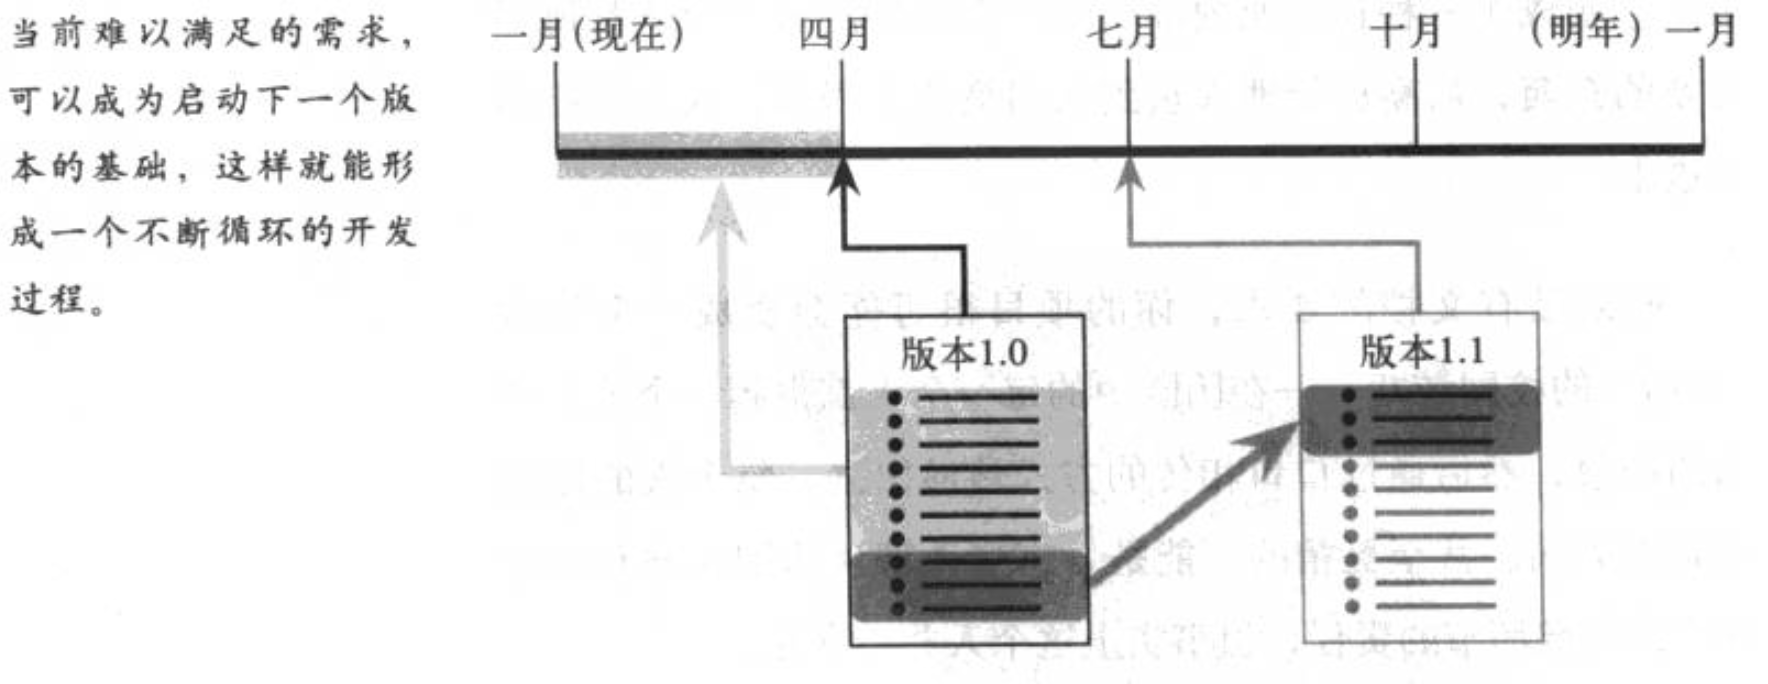 当前难以满足的需求，
可以成为启动下一个版
本的基础，这样就能形
成一个不断循环的开发
过程。
一月(现在) 四月 七月 十月 (明年) 一月
版本1.0 版本1.1